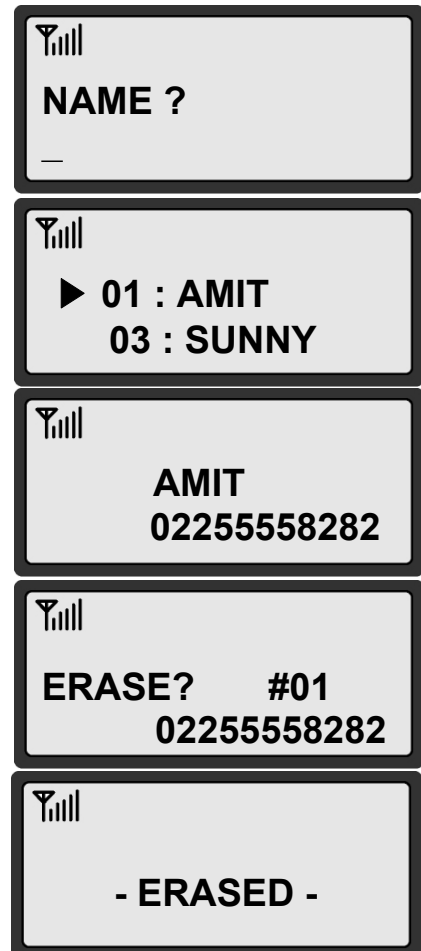 NAME ?
_
▶ 01 : AMIT
03 : SUNNY
AMIT
02255558282
ERASE? #01
02255558282
- ERASED -